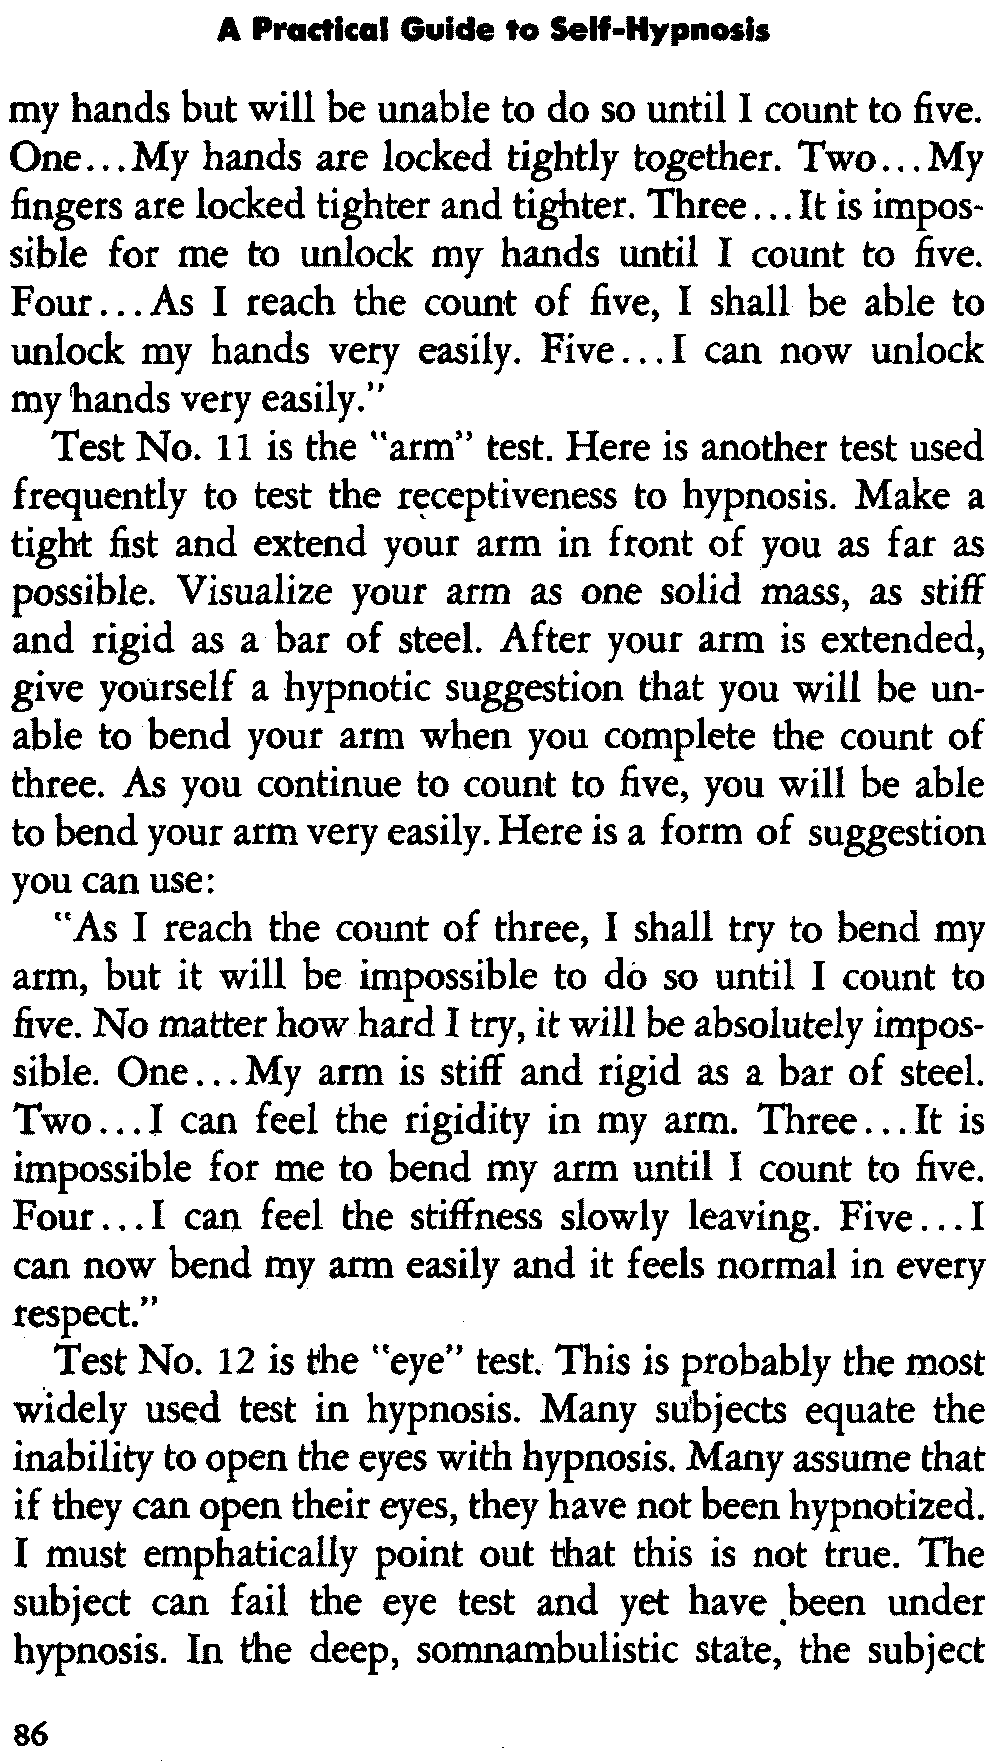 A Practical Guide to Self-Hypnosis
my hands but will be unable to do so until I count to five.
One...My hands are locked tightly together. Two...My
fingers are locked tighter and tighter. Three...It is impos-
sible for me to unlock my hands until I count to five.
Four...As I reach the count of five, I shall be able to
unlock my hands very easily. Five...I can now unlock
my hands very easily."
Test No. 11 is the "arm" test. Here is another test used
frequently to test the receptiveness to hypnosis. Make a
tight fist and extend your arm in front of you as far as
possible. Visualize your arm as one solid mass, as stiff
and rigid as a bar of steel. After your arm is extended,
give yourself a hypnotic suggestion that you will be un-
able to bend your arm when you complete the count of
three. As you continue to count to five, you will be able
to bend your arm very easily. Here is a form of suggestion
you can use:
"As I reach the count of three, I shall try to bend my
arm, but it will be impossible to do so until I count to
five. No matter how hard I try, it will be absolutely impos-
sible. One...My arm is stiff and rigid as a bar of steel.
Two...I can feel the rigidity in my arm. Three...It is
impossible for me to bend my arm until I count to five.
Four...I can feel the stiffness slowly leaving. Five...I
can now bend my arm easily and it feels normal in every
respect."
Test No. 12 is the "eye" test. This is probably the most
widely used test in hypnosis. Many subjects equate the
inability to open the eyes with hypnosis. Many assume that
if they can open their eyes, they have not been hypnotized.
I must emphatically point out that this is not true. The
subject can fail the eye test and yet have been under
hypnosis. In the deep, somnambulistic state, the subject
86